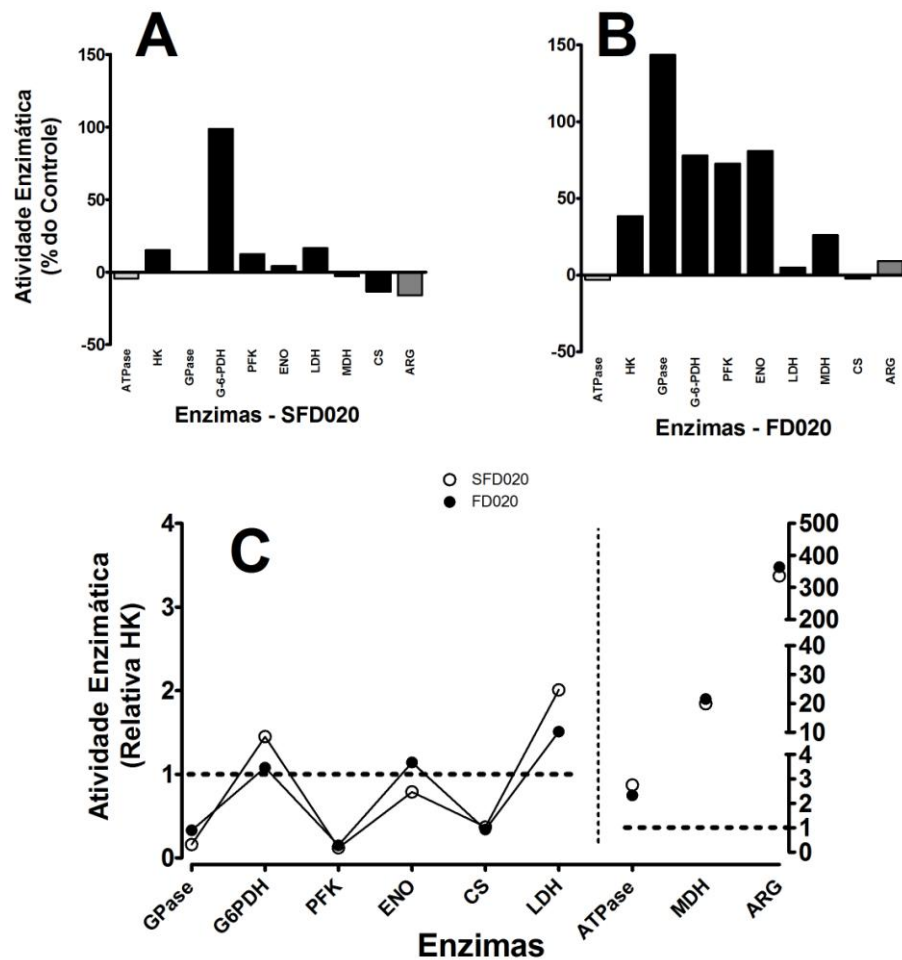 A
150
100
50
0
-50
Atividade Enzimática
(% do Controle)
ATPase
HK
GPase
G-6-PDH
PFK
ENO
LDH
MDH
CS
ARG
Enzimas - SFD020
B
150
100
50
0
-50
ATPase
HK
GPase
G-6-PDH
PFK
ENO
LDH
MDH
CS
ARG
Enzimas - FD020
SFD020
FD020
C
Atividade Enzimática
(Relativa HK)
4
3
2
1
0
500
400
300
200
40
30
20
10
4
3
2
1
0
GPase
G6PDH
PFK
ENO
CS
LDH
ATPase
MDH
ARG
Enzimas